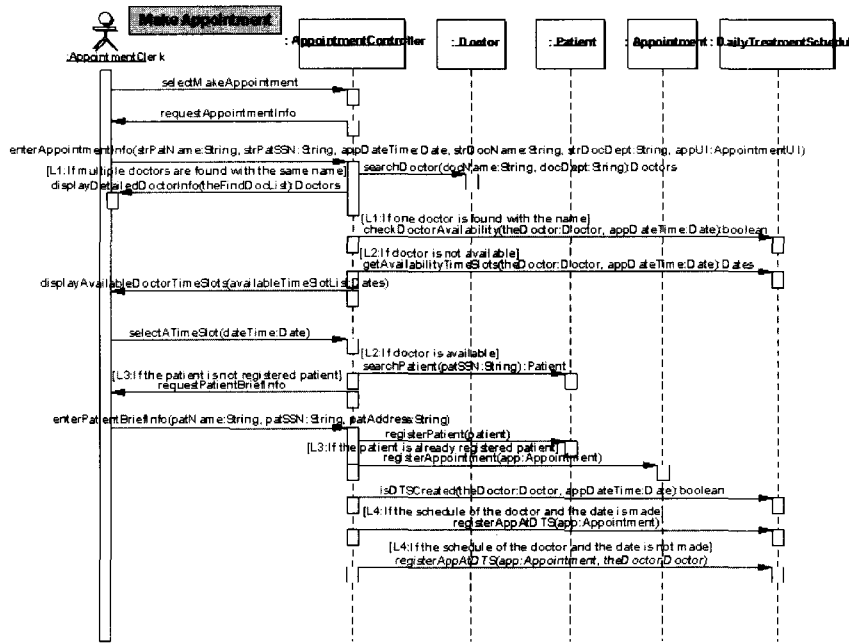 Make Appointment
:AppointmentClerk
: AppointmentController
: Doctor
: Patient
: Appointment
: DailyTreatmentSchedul
selectMakeAppointment
requestAppointmentInfo
enterAppointmentInfo(strPatName:String, strPatSSN:String, appDateTime:Date, strDocName:String, strDocDept:String, appUI:AppointmentUI)
searchDoctor(docName:String, docDept:String):Doctors
[L1:If multiple doctors are found with the same name]
displayDetailedDoctorInfo(theFindDocList):Doctors
[L1:If one doctor is found with the name]
checkDoctorAvailability(theDoctor:Doctor, appDateTime:Date):boolean
[L2:If doctor is not available]
getAvailabilityTimeSlots(theDoctor:Doctor, appDateTime:Date):Dates
displayAvailableDoctorTimeSlots(availableTimeSlotList:Dates)
selectATimeSlot(dateTime:Date)
[L2:If doctor is available]
searchPatient(patSSN:String):Patient
[L3:If the patient is not registered patient]
requestPatientBriefInfo
enterPatientBriefInfo(patName:String, patSSN:String, patAddress:String)
registerPatient(patient)
[L3:If the patient is already registered patient]
registerAppointment(app:Appointment)
isDTSCreated(theDoctor:Doctor, appDateTime:Date):boolean
[L4:If the schedule of the doctor and the date is made]
registerAppAtDTS(app:Appointment)
[L4:If the schedule of the doctor and the date is not made]
registerAppAtDTS(app:Appointment, theDoctor:Doctor)